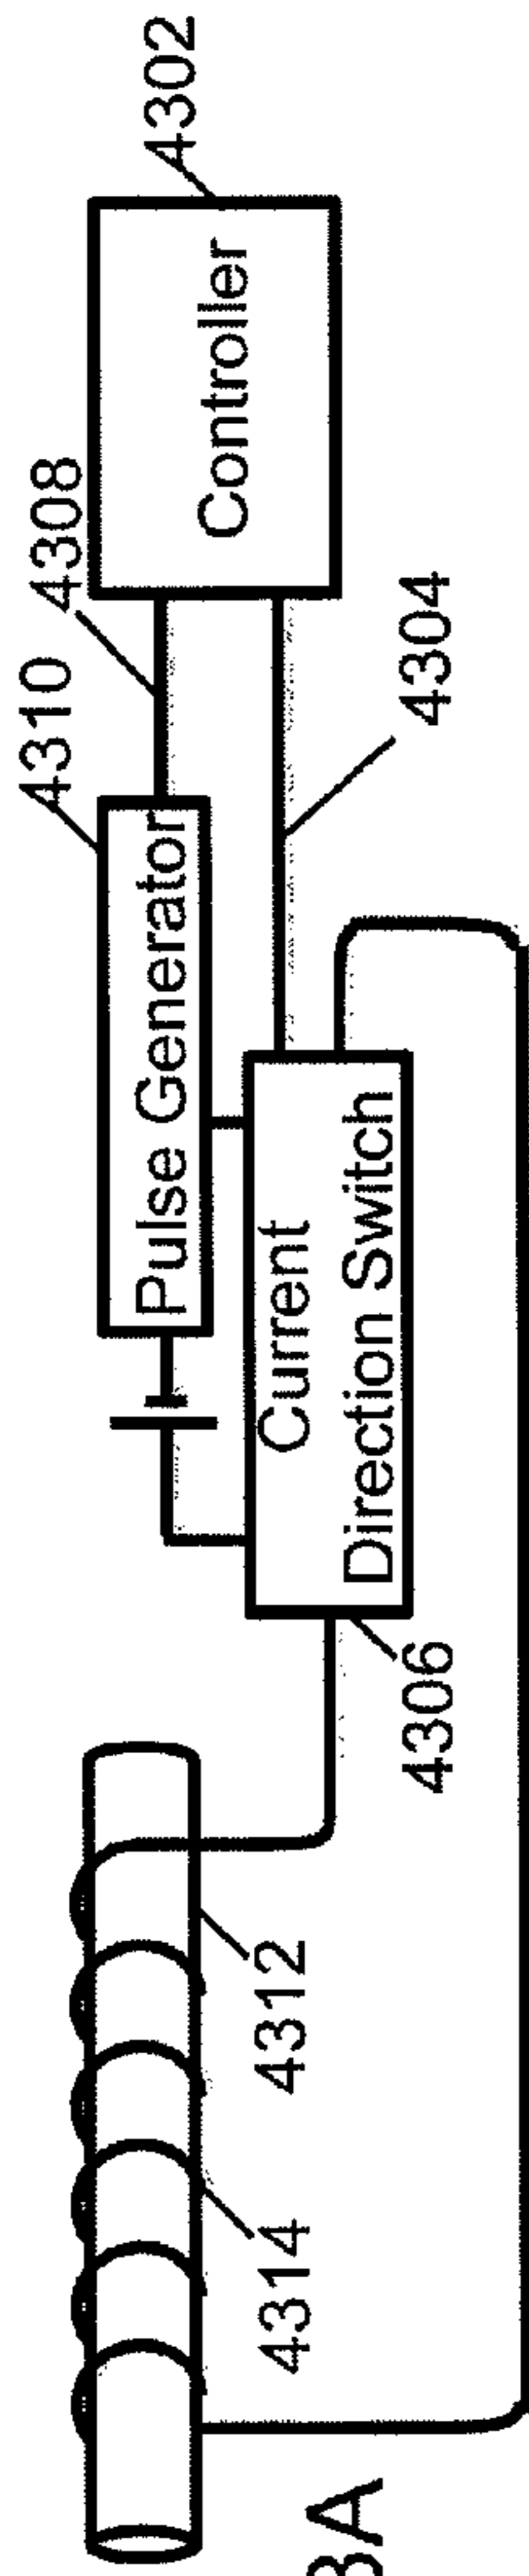 4302
Controller
4308
4310
4304
Pulse Generator
Current
Direction Switch
4306
4312
4314
3A